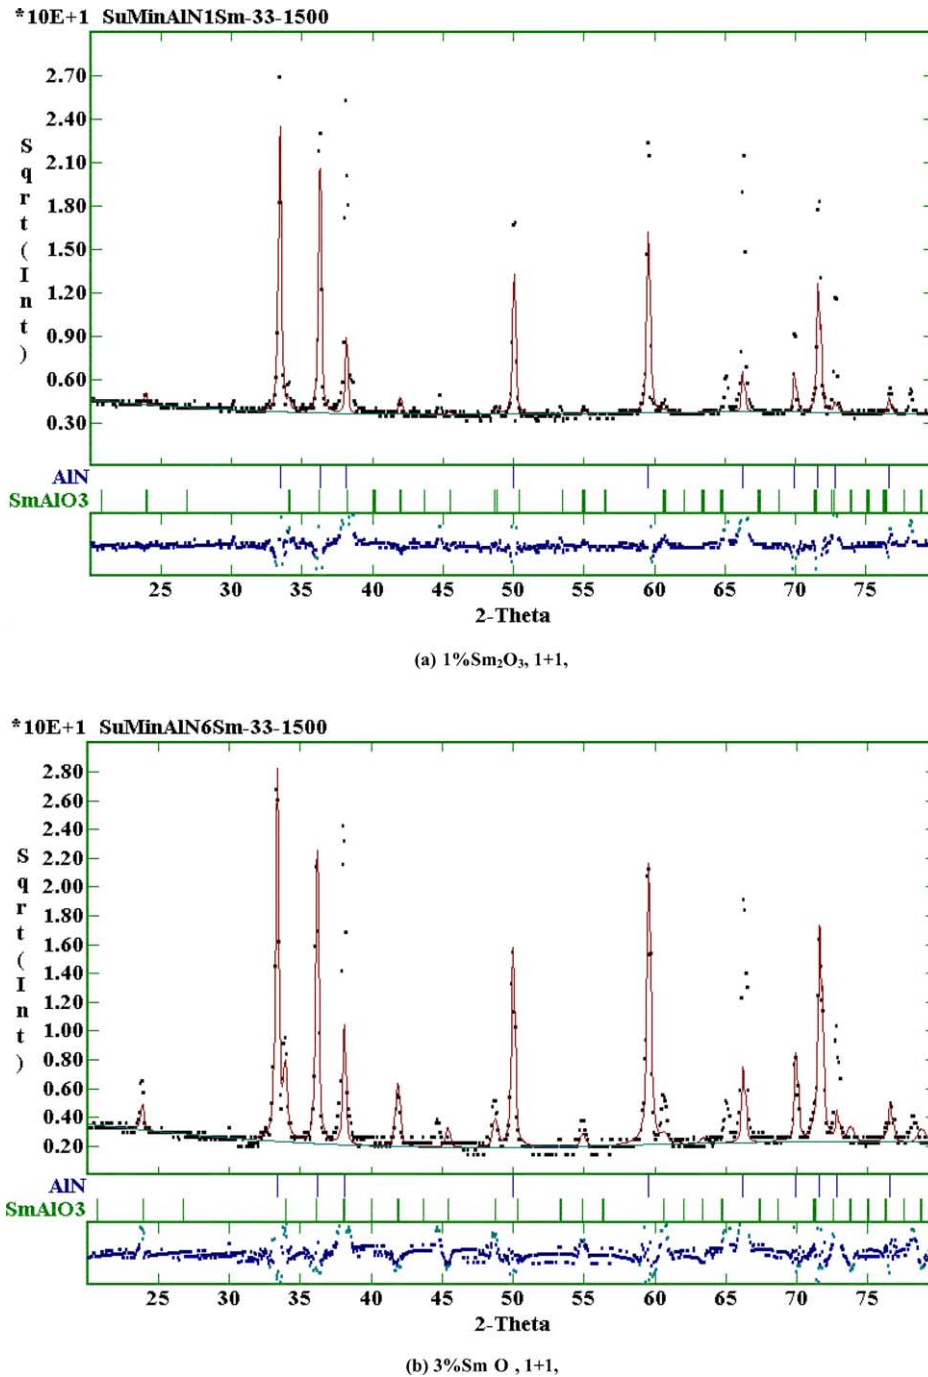 *10E+1 SuMinAlN1Sm-33-1500
Sqrt(Int)
2.70
2.40
2.10
1.80
1.50
1.20
0.90
0.60
0.30
AlN
SmAlO3
25 30 35 40 45 50 55 60 65 70 75
2-Theta
(a) 1%Sm₂O₃, 1+1,
*10E+1 SuMinAlN6Sm-33-1500
Sqrt(Int)
2.80
2.60
2.40
2.20
2.00
1.80
1.60
1.40
1.20
1.00
0.80
0.60
0.40
0.20
AlN
SmAlO3
25 30 35 40 45 50 55 60 65 70 75
2-Theta
(b) 3%Sm O , 1+1,